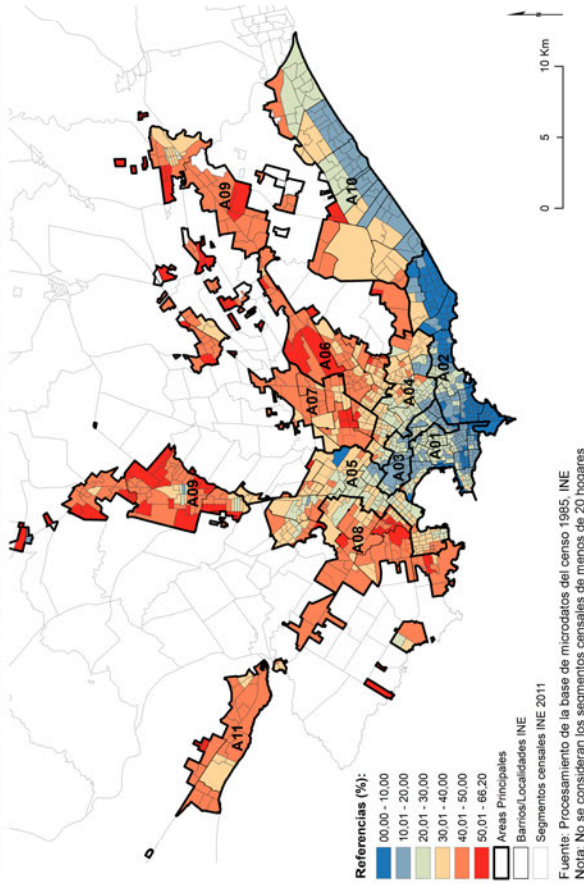 A09
A10
A09
A06
A07
A05
A04
A02
A03
A01
A08
A11
0 5 10 Km
Referencias (%):
00,00 - 10,00
10,01 - 20,00
20,01 - 30,00
30,01 - 40,00
40,01 - 50,00
50,01 - 66,20
Areas Principales
Barrios/Localidades INE
Segmentos censales INE 2011
Fuente: Procesamiento de la base de microdatos del censo 1985, INE
Nota: No se consideran los segmentos censales de menos de 20 hogares